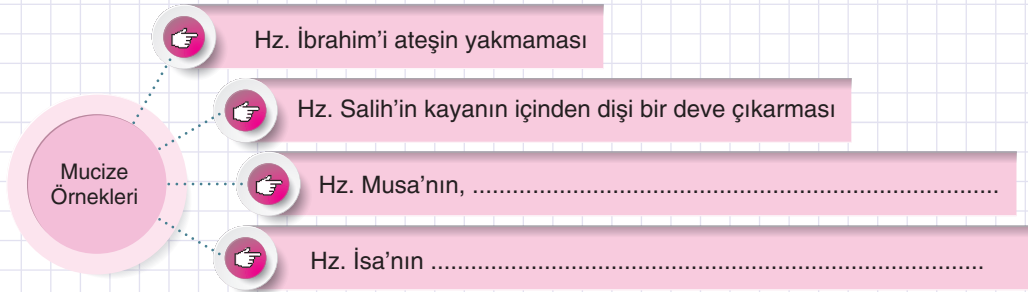 Hz. İbrahim'i ateşin yakmaması
Hz. Salih'in kayanın içinden dişi bir deve çıkarması
Mucize
Örnekleri
Hz. Musa'nın, ................................................................................
Hz. İsa'nın ....................................................................................